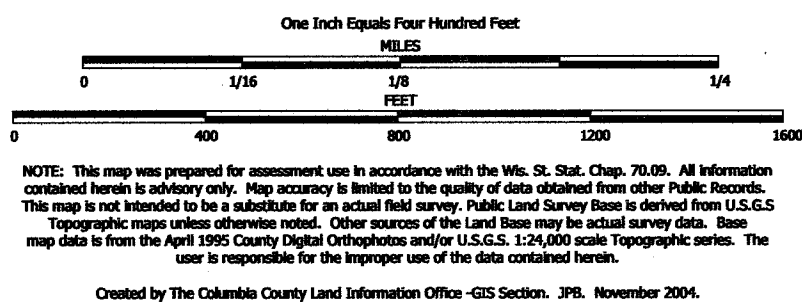 One Inch Equals Four Hundred Feet
MILES
0 1/16 1/8 1/4
FEET
0 400 800 1200 1600
NOTE: This map was prepared for assessment use in accordance with the Wis. St. Stat. Chap. 70.09. All information
contained herein is advisory only. Map accuracy is limited to the quality of data obtained from other Public Records.
This map is not intended to be a substitute for an actual field survey. Public Land Survey Base is derived from U.S.G.S
Topographic maps unless otherwise noted. Other sources of the Land Base may be actual survey data. Base
map data is from the April 1995 County Digital Orthophotos and/or U.S.G.S. 1:24,000 scale Topographic series. The
user is responsible for the improper use of the data contained herein.
Created by The Columbia County Land Information Office -GIS Section. JPB. November 2004.